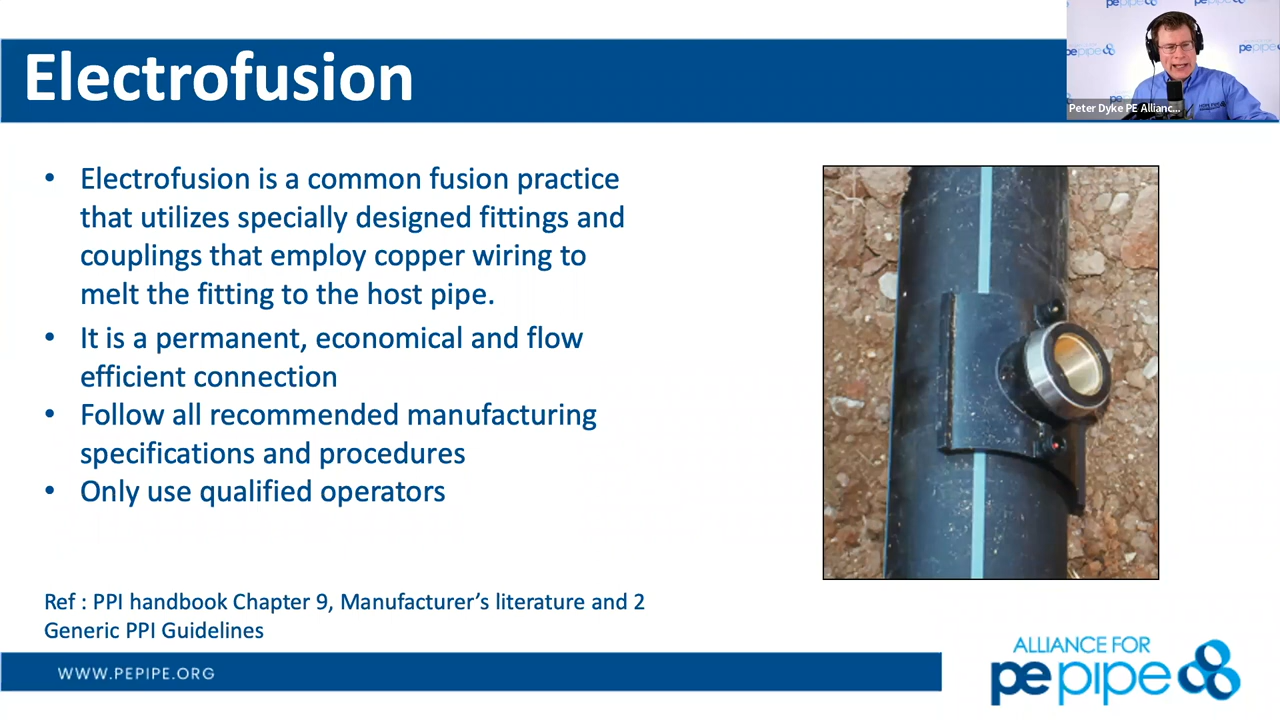 Electrofusion
Peter Dyke PE Allianc...
• Electrofusion is a common fusion practice
that utilizes specially designed fittings and
couplings that employ copper wiring to
melt the fitting to the host pipe.
• It is a permanent, economical and flow
efficient connection
• Follow all recommended manufacturing
specifications and procedures
• Only use qualified operators
Ref : PPI handbook Chapter 9, Manufacturer's literature and 2
Generic PPI Guidelines
WWW.PEPIPE.ORG
ALLIANCE FOR
pepipe